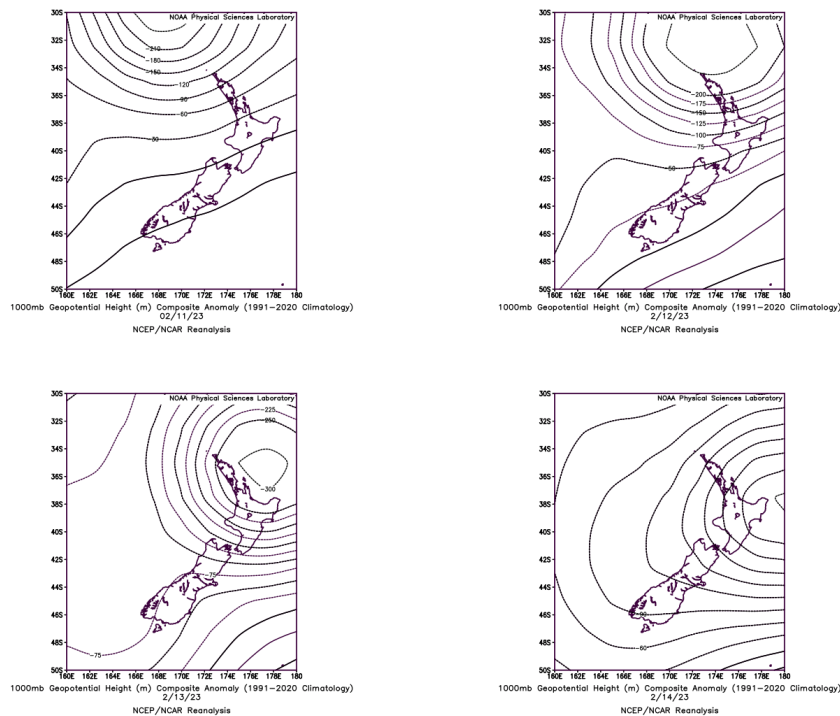 NOAA Physical Sciences Laboratory
30S
34S
36S
38S
40S
42S
44S
46S
48S
50S
-210
-180
-150
-120
-90
-60
-30
160E 162E 164E 166E 168E 170E 172E 174E 176E 178E 180
1000mb Geopotential Height (m) Composite Anomaly (1991-2020 Climatology)
02/11/23
NCEP/NCAR Reanalysis
NOAA Physical Sciences Laboratory
30S
34S
36S
38S
40S
42S
44S
46S
48S
50S
-200
-175
-150
-125
-100
-75
-50
160E 162E 164E 166E 168E 170E 172E 174E 176E 178E 180
1000mb Geopotential Height (m) Composite Anomaly (1991-2020 Climatology)
2/12/23
NCEP/NCAR Reanalysis
NOAA Physical Sciences Laboratory
30S
34S
36S
38S
40S
42S
44S
46S
48S
50S
-225
-250
-300
-75
-75
160E 162E 164E 166E 168E 170E 172E 174E 176E 178E 180
1000mb Geopotential Height (m) Composite Anomaly (1991-2020 Climatology)
2/13/23
NCEP/NCAR Reanalysis
NOAA Physical Sciences Laboratory
30S
34S
36S
38S
40S
42S
44S
46S
48S
50S
-90
-60
160E 162E 164E 166E 168E 170E 172E 174E 176E 178E 180
1000mb Geopotential Height (m) Composite Anomaly (1991-2020 Climatology)
2/14/23
NCEP/NCAR Reanalysis